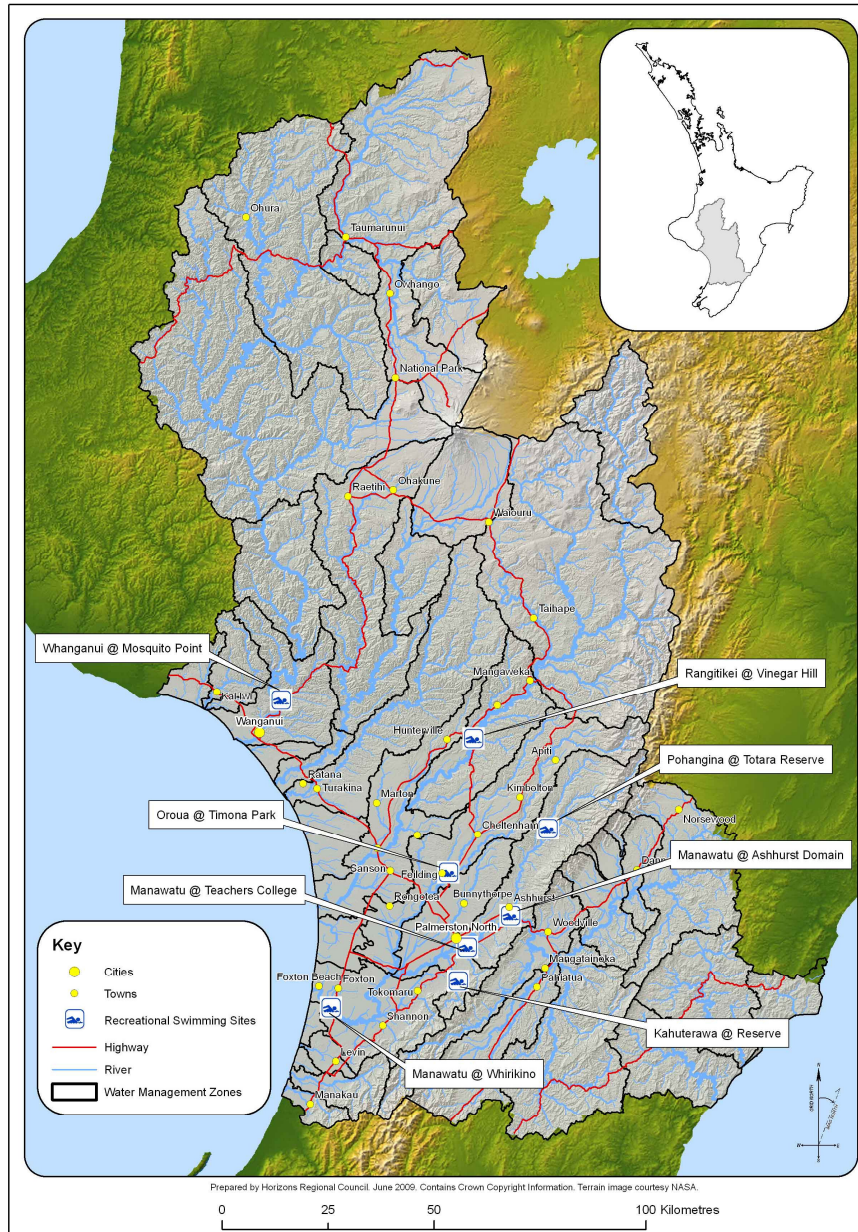 Ohura
Taumarunui
Owhango
National Park
Raetihi
Ohakune
Waiouru
Taihape
Whanganui @ Mosquito Point
Mangaweka
Rangitikei @ Vinegar Hill
Kai Iwi
Wanganui
Hunterville
Apiti
Pohangina @ Totara Reserve
Ratana
Turakina
Marton
Kimbolton
Norsewood
Oroua @ Timona Park
Cheltenham
Manawatu @ Ashhurst Domain
Sanson
Feilding
Dann
Manawatu @ Teachers College
Rongotea
Bunnythorpe
Ashhurst
Palmerston North
Woodville
Mangatainoka
Pahiatua
Foxton Beach
Foxton
Tokomaru
Shannon
Kahuterawa @ Reserve
Levin
Manawatu @ Whirikino
Manakau
Key
Cities
Towns
Recreational Swimming Sites
Highway
River
Water Management Zones
N
GRID NORTH
W
E
S
Prepared by Horizons Regional Council. June 2009. Contains Crown Copyright Information. Terrain image courtesy NASA.
0 25 50 100 Kilometres